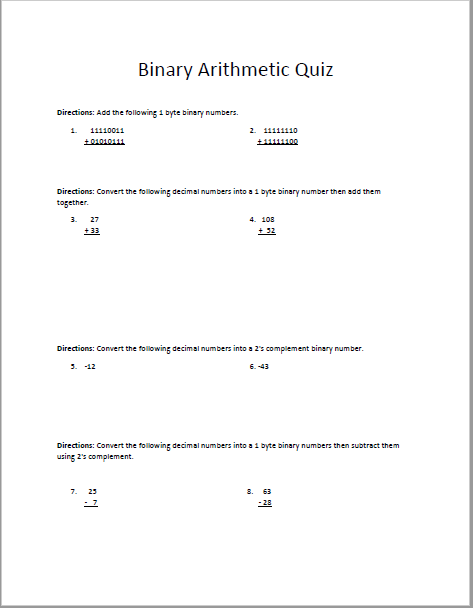 Binary Arithmetic Quiz
Directions: Add the following 1 byte binary numbers.
1. 11110011 2. 11111110
+ 01010111 + 11111100
Directions: Convert the following decimal numbers into a 1 byte binary number then add them
together.
3. 27 4. 108
+ 33 + 52
Directions: Convert the following decimal numbers into a 2's complement binary number.
5. -12 6. -43
Directions: Convert the following decimal numbers into a 1 byte binary numbers then subtract them
using 2's complement.
7. 25 8. 63
- 7 - 28